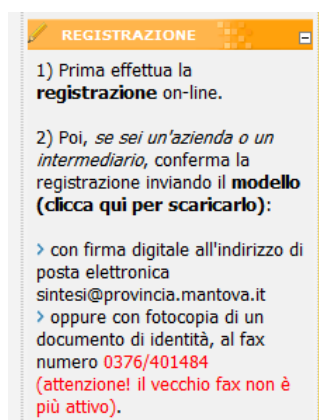 REGISTRAZIONE
1) Prima effettua la
registrazione on-line.
2) Poi, se sei un'azienda o un
intermediario, conferma la
registrazione inviando il modello
(clicca qui per scaricarlo):
> con firma digitale all'indirizzo di
posta elettronica
sintesi@provincia.mantova.it
> oppure con fotocopia di un
documento di identità, al fax
numero 0376/401484
(attenzione! il vecchio fax non è
più attivo).